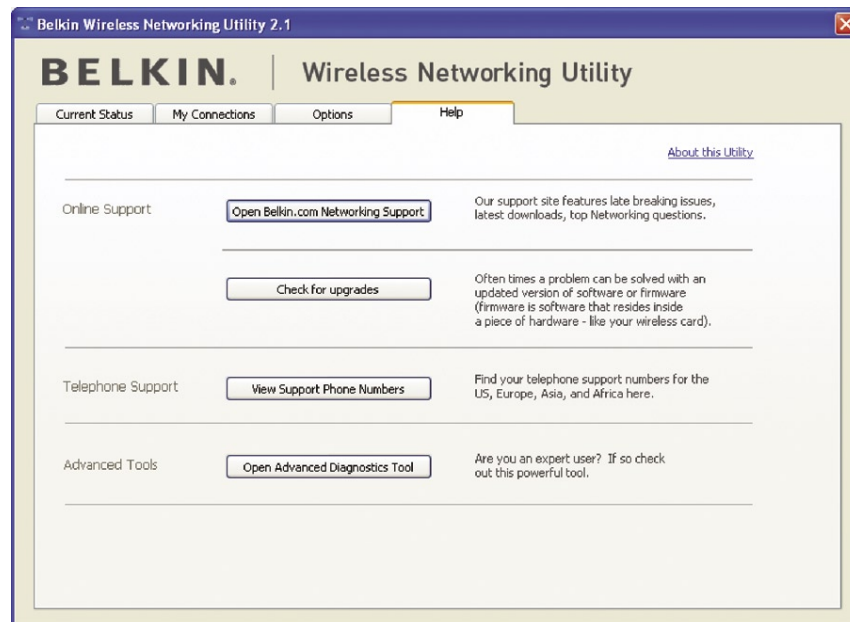 Belkin Wireless Networking Utility 2.1
BELKIN. Wireless Networking Utility
Current Status My Connections Options Help
About this Utility
Online Support
Open Belkin.com Networking Support
Our support site features late breaking issues,
latest downloads, top Networking questions.
Check for upgrades
Often times a problem can be solved with an
updated version of software or firmware
(firmware is software that resides inside
a piece of hardware - like your wireless card).
Telephone Support
View Support Phone Numbers
Find your telephone support numbers for the
US, Europe, Asia, and Africa here.
Advanced Tools
Open Advanced Diagnostics Tool
Are you an expert user? If so check
out this powerful tool.